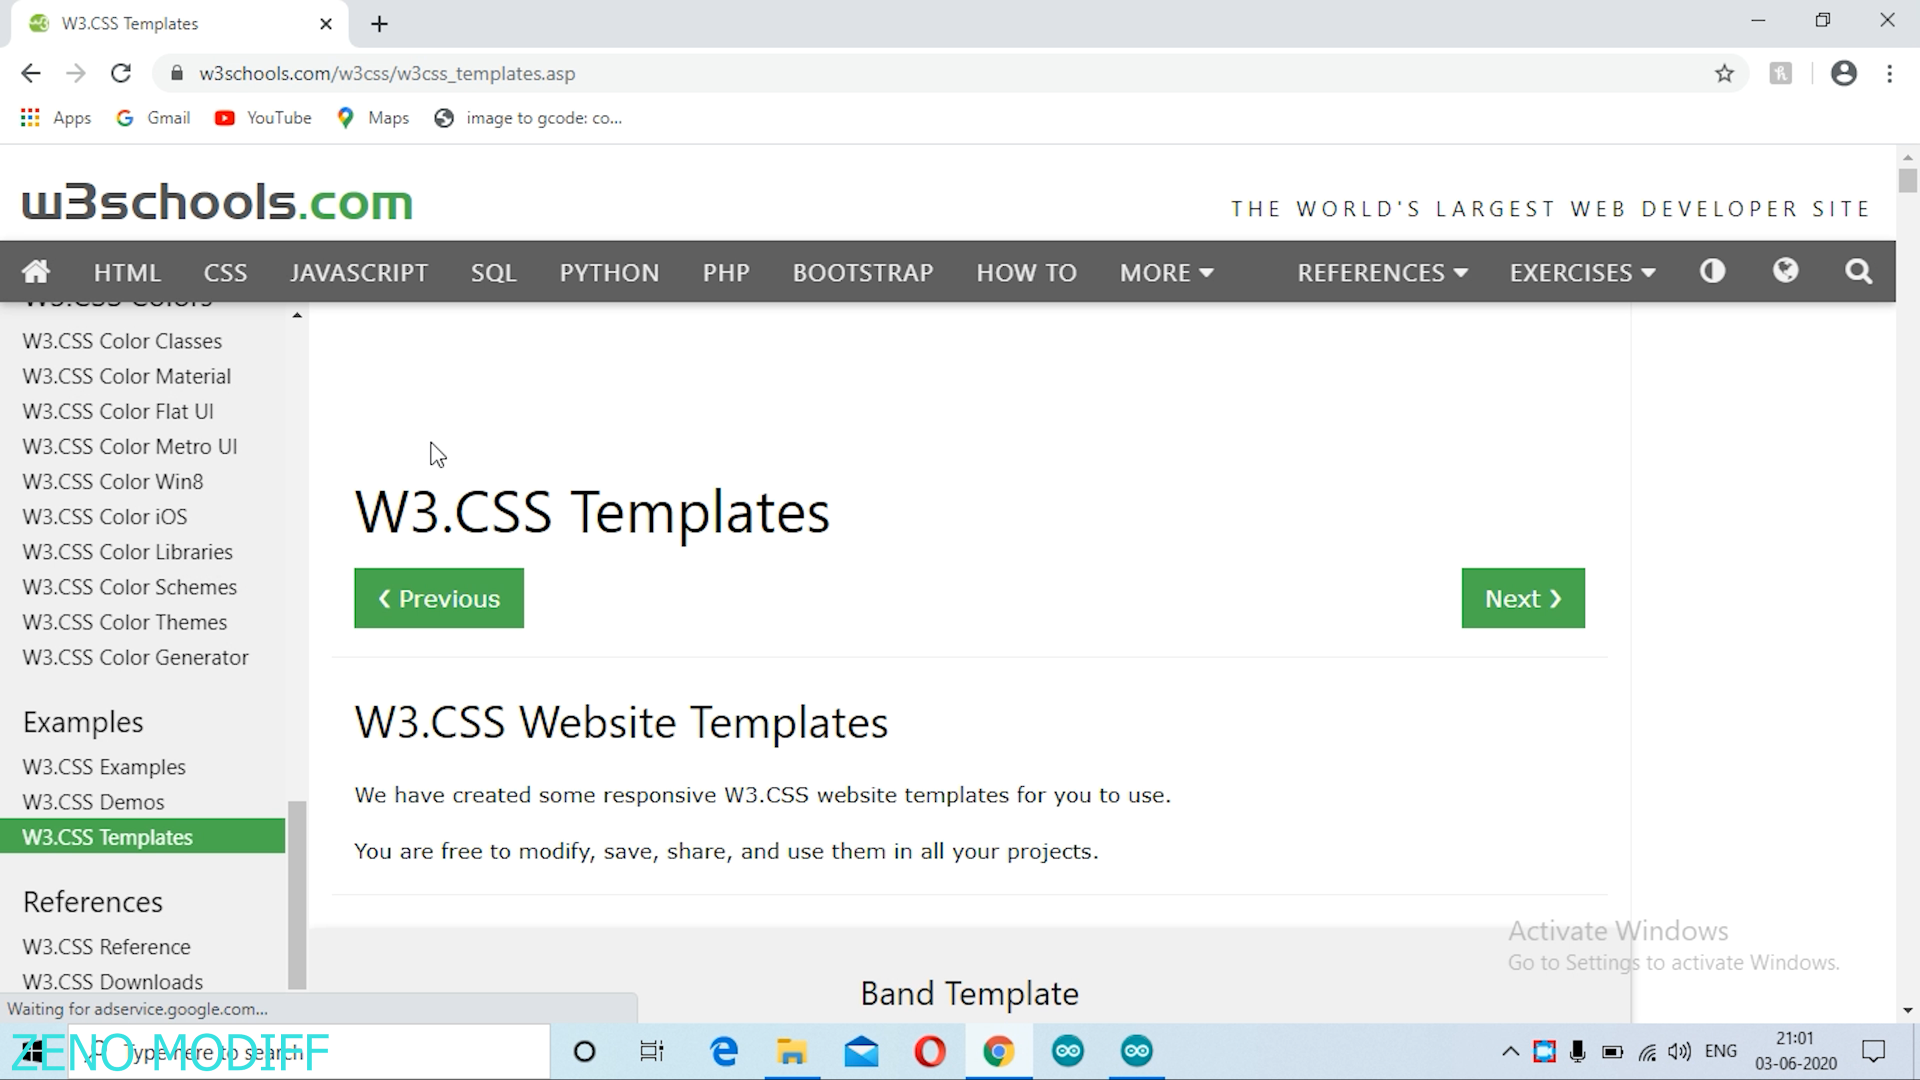 W3.CSS Templates
w3schools.com/w3css/w3css_templates.asp
Apps Gmail YouTube Maps image to gcode: co...
w3schools.com
THE WORLD'S LARGEST WEB DEVELOPER SITE
HTML CSS JAVASCRIPT SQL PYTHON PHP BOOTSTRAP HOW TO MORE REFERENCES EXERCISES
W3.CSS Colors
W3.CSS Color Classes
W3.CSS Color Material
W3.CSS Color Flat UI
W3.CSS Color Metro UI
W3.CSS Color Win8
W3.CSS Color iOS
W3.CSS Color Libraries
W3.CSS Color Schemes
W3.CSS Color Themes
W3.CSS Color Generator
Examples
W3.CSS Examples
W3.CSS Demos
W3.CSS Templates
References
W3.CSS Reference
W3.CSS Downloads
W3.CSS Templates
❮ Previous
Next ❯
W3.CSS Website Templates
We have created some responsive W3.CSS website templates for you to use.
You are free to modify, save, share, and use them in all your projects.
Band Template
Activate Windows
Go to Settings to activate Windows.
Waiting for adservice.google.com...
ZENO MODIFF
Type here to search
ENG
21:01
03-06-2020